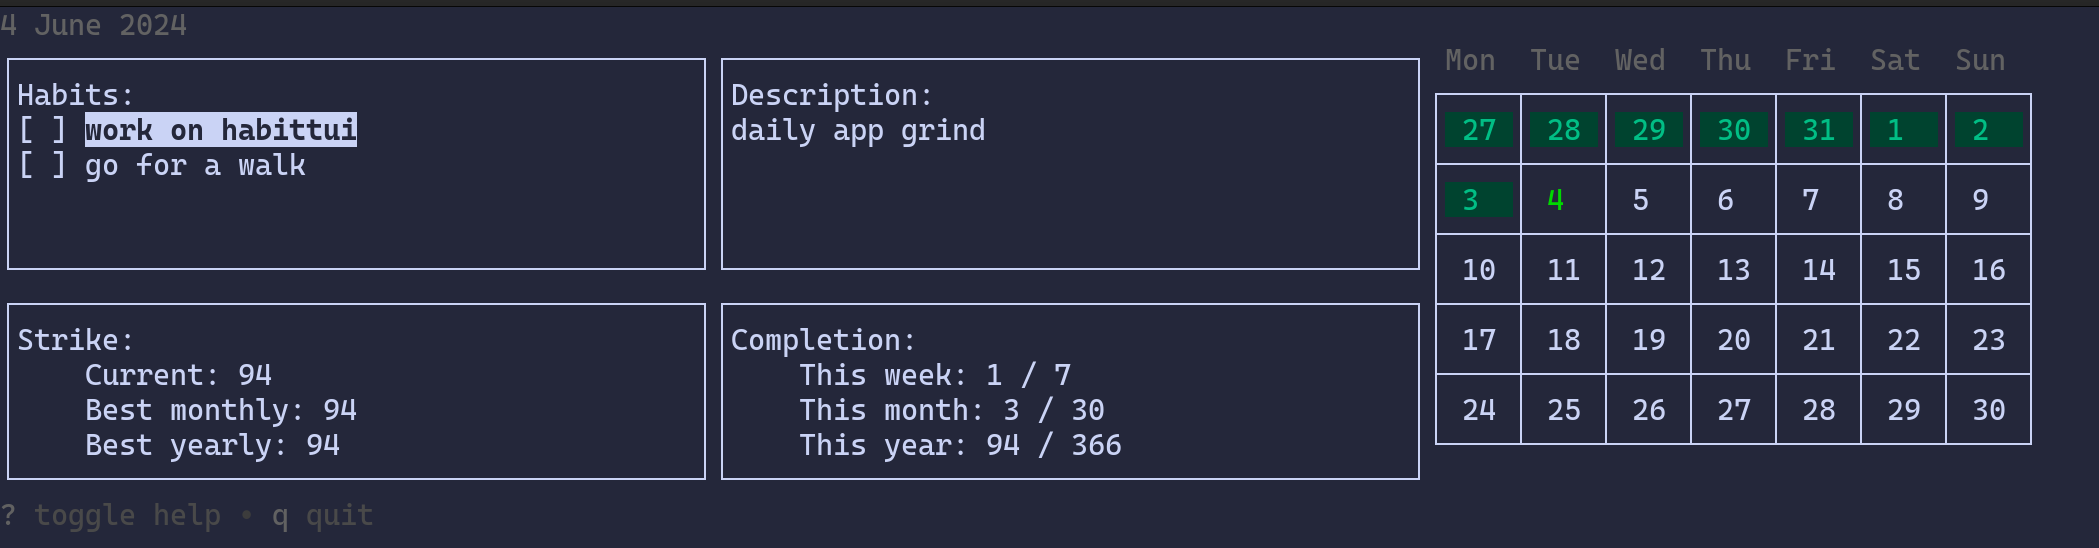 4 June 2024
Habits:
[ ] work on habittui
[ ] go for a walk
Description:
daily app grind
Strike:
Current: 94
Best monthly: 94
Best yearly: 94
Completion:
This week: 1 / 7
This month: 3 / 30
This year: 94 / 366
Mon Tue Wed Thu Fri Sat Sun
27 28 29 30 31 1 2
3 4 5 6 7 8 9
10 11 12 13 14 15 16
17 18 19 20 21 22 23
24 25 26 27 28 29 30
? toggle help • q quit